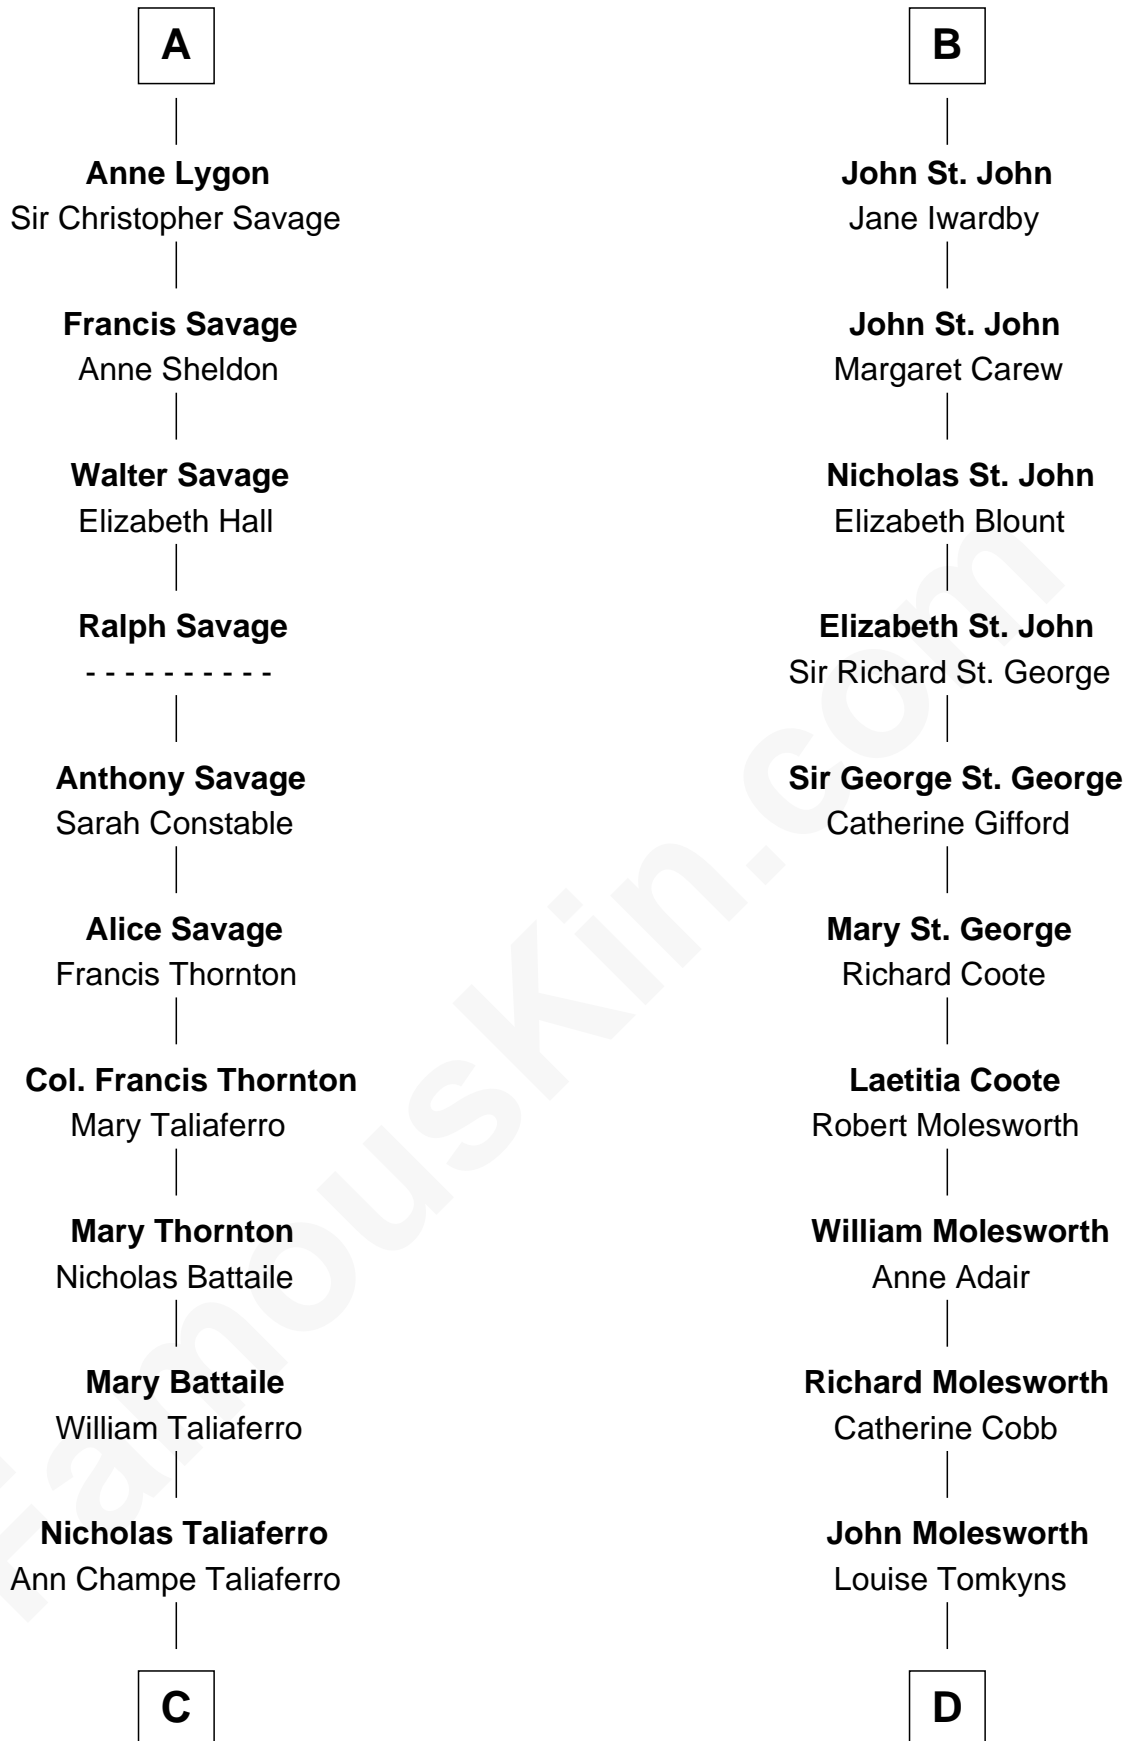 A
Anne Lygon
Sir Christopher Savage
Francis Savage
Anne Sheldon
Walter Savage
Elizabeth Hall
Ralph Savage
- - - - - - - - - -
Anthony Savage
Sarah Constable
Alice Savage
Francis Thornton
Col. Francis Thornton
Mary Taliaferro
Mary Thornton
Nicholas Battaile
Mary Battaile
William Taliaferro
Nicholas Taliaferro
Ann Champe Taliaferro
C
B
John St. John
Jane Iwardby
John St. John
Margaret Carew
Nicholas St. John
Elizabeth Blount
Elizabeth St. John
Sir Richard St. George
Sir George St. George
Catherine Gifford
Mary St. George
Richard Coote
Laetitia Coote
Robert Molesworth
William Molesworth
Anne Adair
Richard Molesworth
Catherine Cobb
John Molesworth
Louise Tomkyns
D
FamousKin.com